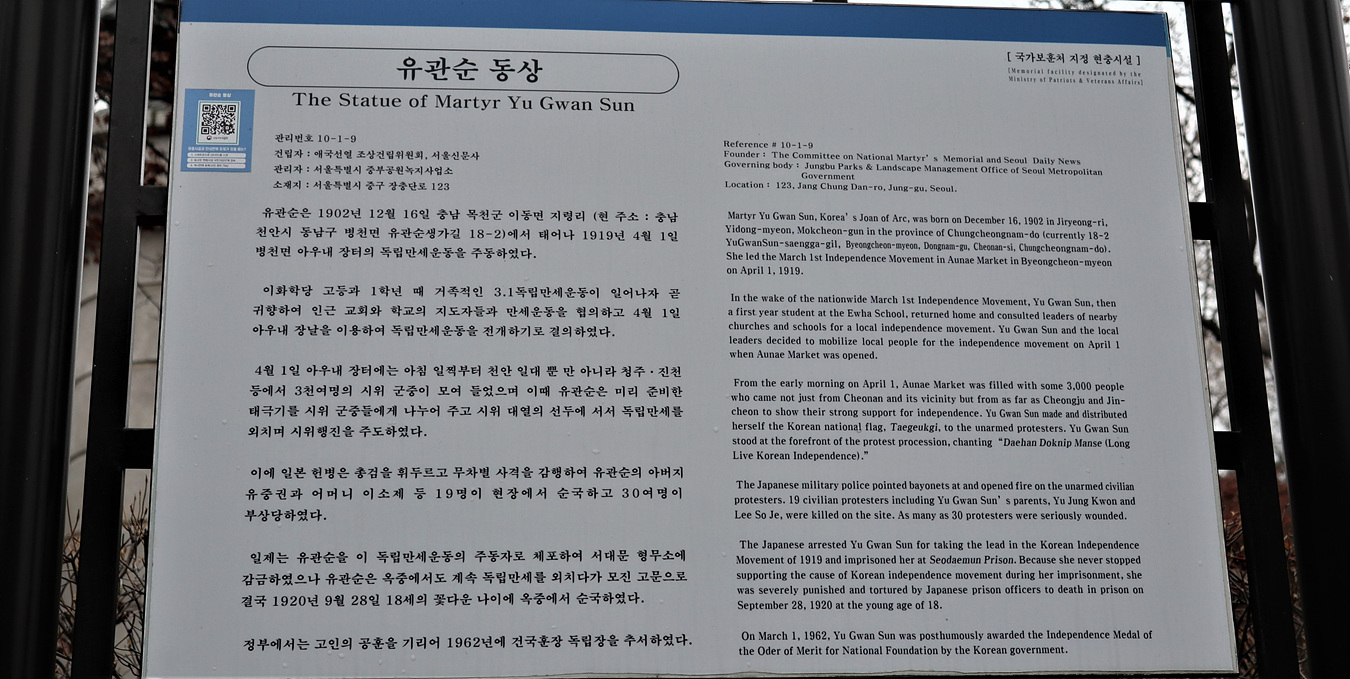 유관순 동상
The Statue of Martyr Yu Gwan Sun
[ 국가보훈처 지정 현충시설 ]
[Memorial facility designated by the
Ministry of Patriots & Veterans Affairs]
유관순 동상
관리번호 10-1-9
건립자 : 애국선열 조상건립위원회, 서울신문사
관리자 : 서울특별시 중부공원녹지사업소
소재지 : 서울특별시 중구 장충단로 123
유관순은 1902년 12월 16일 충남 목천군 이동면 지령리 (현 주소 : 충남
천안시 동남구 병천면 유관순생가길 18-2)에서 태어나 1919년 4월 1일
병천면 아우내 장터의 독립만세운동을 주동하였다.
이화학당 고등과 1학년 때 거족적인 3.1독립만세운동이 일어나자 곧
귀향하여 인근 교회와 학교의 지도자들과 만세운동을 협의하고 4월 1일
아우내 장날을 이용하여 독립만세운동을 전개하기로 결의하였다.
4월 1일 아우내 장터에는 아침 일찍부터 천안 일대 뿐 만 아니라 청주·진천
등에서 3천여명의 시위 군중이 모여 들었으며 이때 유관순은 미리 준비한
태극기를 시위 군중들에게 나누어 주고 시위 대열의 선두에 서서 독립만세를
외치며 시위행진을 주도하였다.
이에 일본 헌병은 총검을 휘두르고 무차별 사격을 감행하여 유관순의 아버지
유중권과 어머니 이소제 등 19명이 현장에서 순국하고 30여명이
부상당하였다.
일제는 유관순을 이 독립만세운동의 주동자로 체포하여 서대문 형무소에
감금하였으나 유관순은 옥중에서도 계속 독립만세를 외치다가 모진 고문으로
결국 1920년 9월 28일 18세의 꽃다운 나이에 옥중에서 순국하였다.
정부에서는 고인의 공훈을 기리어 1962년에 건국훈장 독립장을 추서하였다.
Reference # 10-1-9
Founder : The Committee on National Martyr's Memorial and Seoul Daily News
Governing body : Jungbu Parks & Landscape Management Office of Seoul Metropolitan
Government
Location : 123, Jang Chung Dan-ro, Jung-gu, Seoul.
Martyr Yu Gwan Sun, Korea's Joan of Arc, was born on December 16, 1902 in Jiryeong-ri,
Yidong-myeon, Mokcheon-gun in the province of Chungcheongnam-do (currently 18-2
YuGwanSun-saengga-gil, Byeongcheon-myeon, Dongnam-gu, Cheonan-si, Chungcheongnam-do).
She led the March 1st Independence Movement in Aunae Market in Byeongcheon-myeon
on April 1, 1919.
In the wake of the nationwide March 1st Independence Movement, Yu Gwan Sun, then
a first year student at the Ewha School, returned home and consulted leaders of nearby
churches and schools for a local independence movement. Yu Gwan Sun and the local
leaders decided to mobilize local people for the independence movement on April 1
when Aunae Market was opened.
From the early morning on April 1, Aunae Market was filled with some 3,000 people
who came not just from Cheonan and its vicinity but from as far as Cheongju and Jin-
cheon to show their strong support for independence. Yu Gwan Sun made and distributed
herself the Korean national flag, Taegeukgi, to the unarmed protesters. Yu Gwan Sun
stood at the forefront of the protest procession, chanting "Daehan Doknip Manse (Long
Live Korean Independence)."
The Japanese military police pointed bayonets at and opened fire on the unarmed civilian
protesters. 19 civilian protesters including Yu Gwan Sun's parents, Yu Jung Kwon and
Lee So Je, were killed on the site. As many as 30 protesters were seriously wounded.
The Japanese arrested Yu Gwan Sun for taking the lead in the Korean Independence
Movement of 1919 and imprisoned her at Seodaemun Prison. Because she never stopped
supporting the cause of Korean independence movement during her imprisonment, she
was severely punished and tortured by Japanese prison officers to death in prison on
September 28, 1920 at the young age of 18.
On March 1, 1962, Yu Gwan Sun was posthumously awarded the Independence Medal of
the Oder of Merit for National Foundation by the Korean government.